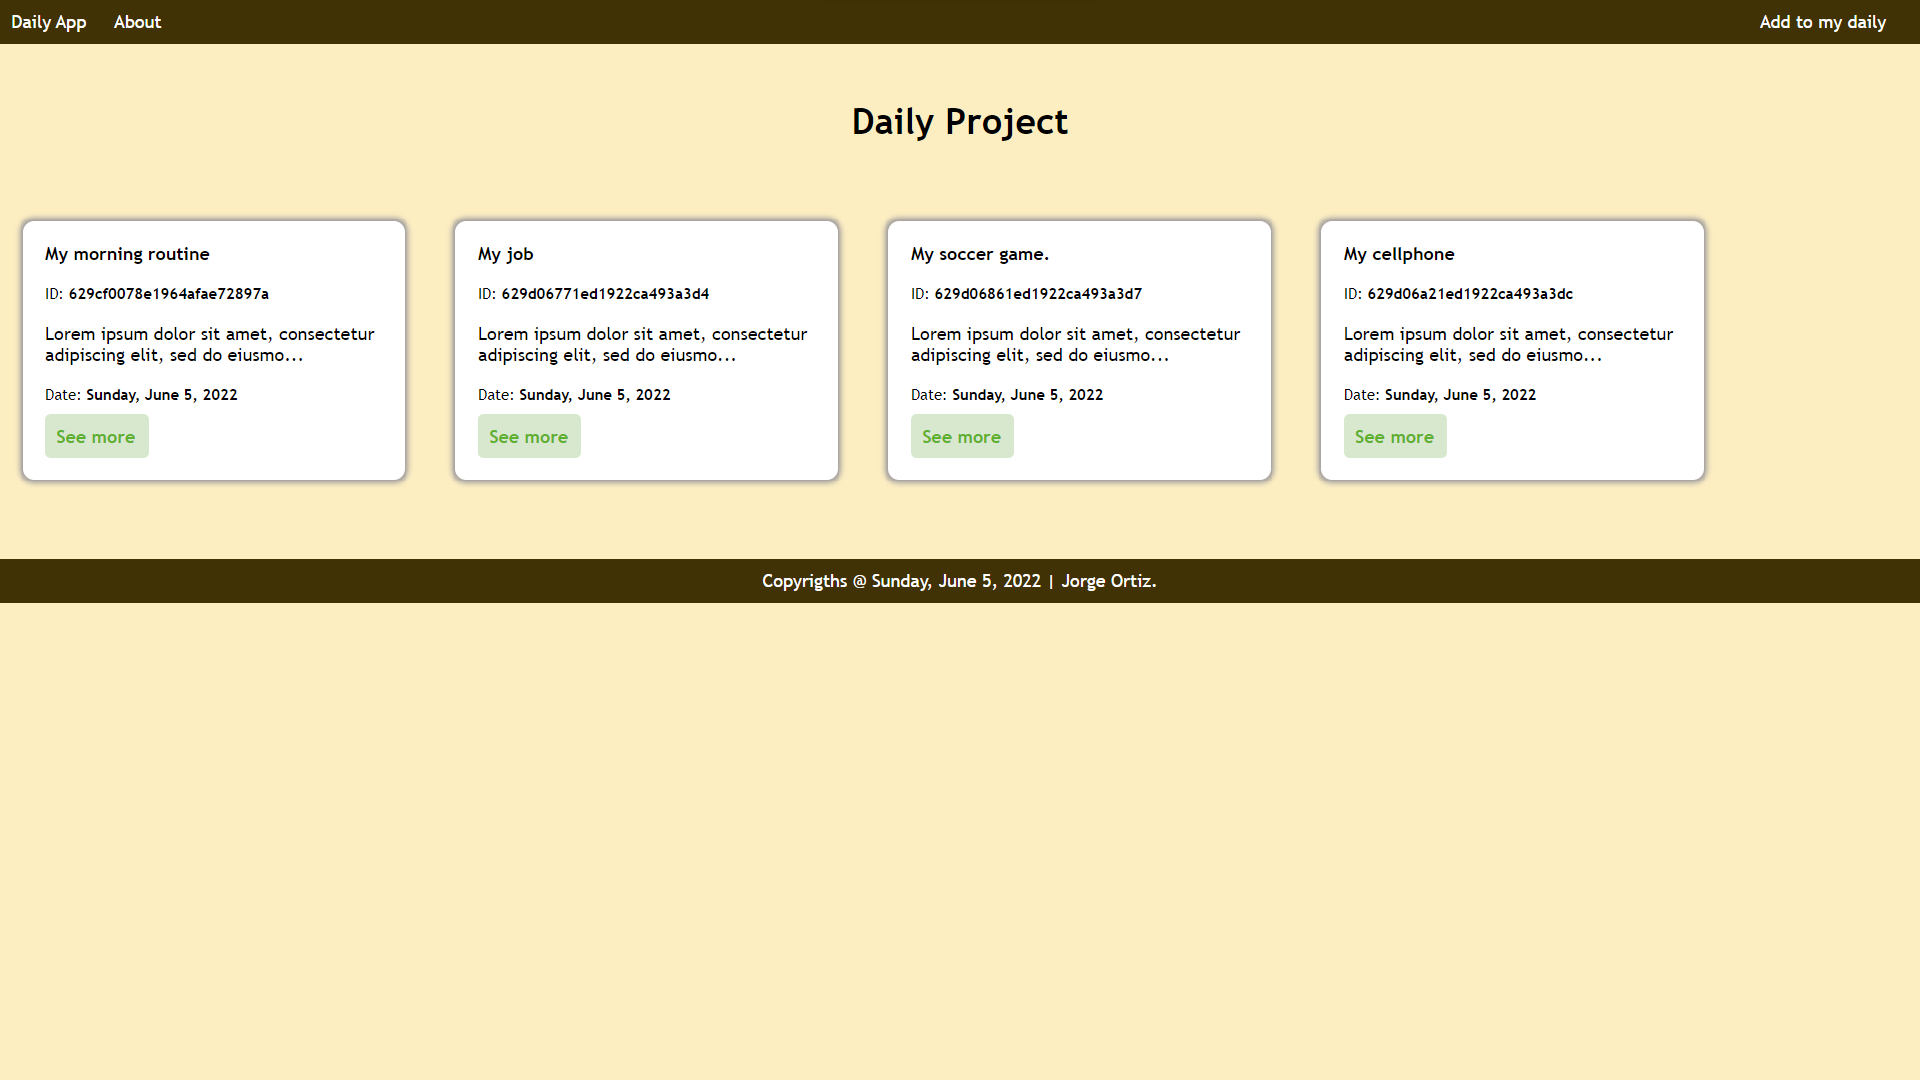 Daily App About Add to my daily
Daily Project
My morning routine
ID: 629cf0078e1964afae72897a
Lorem ipsum dolor sit amet, consectetur
adipiscing elit, sed do eiusmo...
Date: Sunday, June 5, 2022
See more
My job
ID: 629d06771ed1922ca493a3d4
Lorem ipsum dolor sit amet, consectetur
adipiscing elit, sed do eiusmo...
Date: Sunday, June 5, 2022
See more
My soccer game.
ID: 629d06861ed1922ca493a3d7
Lorem ipsum dolor sit amet, consectetur
adipiscing elit, sed do eiusmo...
Date: Sunday, June 5, 2022
See more
My cellphone
ID: 629d06a21ed1922ca493a3dc
Lorem ipsum dolor sit amet, consectetur
adipiscing elit, sed do eiusmo...
Date: Sunday, June 5, 2022
See more
Copyrigths @ Sunday, June 5, 2022 | Jorge Ortiz.